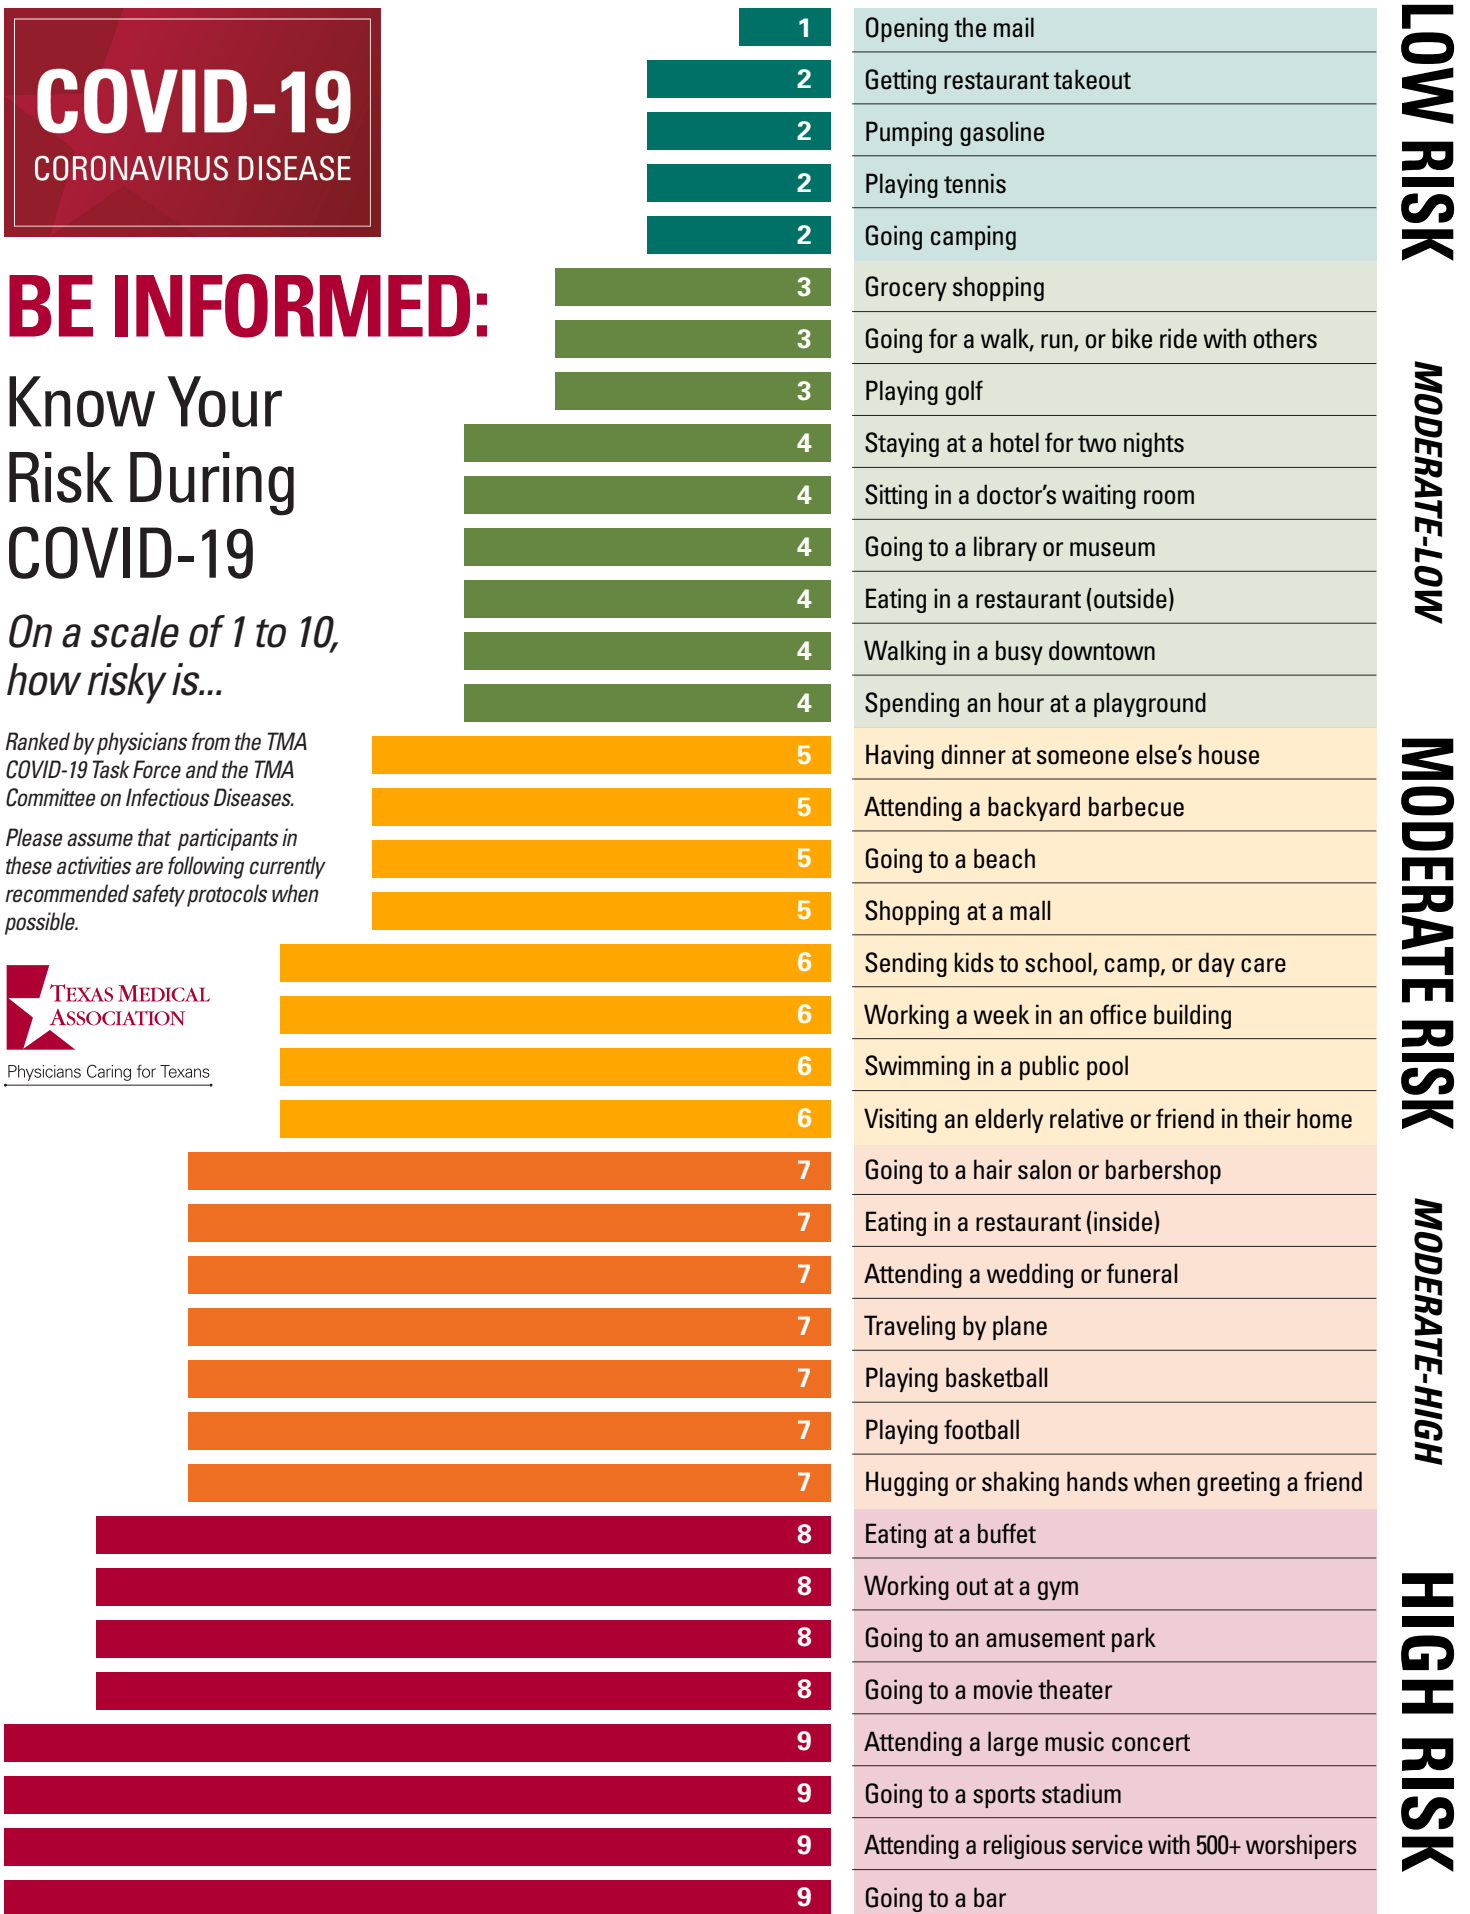 COVID-19
CORONAVIRUS DISEASE
BE INFORMED:
Know Your
Risk During
COVID-19
On a scale of 1 to 10,
how risky is...
Ranked by physicians from the TMA
COVID-19 Task Force and the TMA
Committee on Infectious Diseases.
Please assume that participants in
these activities are following currently
recommended safety protocols when
possible.
TEXAS MEDICAL
ASSOCIATION
Physicians Caring for Texans
LOW RISK
1 Opening the mail
2 Getting restaurant takeout
2 Pumping gasoline
2 Playing tennis
2 Going camping
MODERATE-LOW
3 Grocery shopping
3 Going for a walk, run, or bike ride with others
3 Playing golf
4 Staying at a hotel for two nights
4 Sitting in a doctor's waiting room
4 Going to a library or museum
4 Eating in a restaurant (outside)
4 Walking in a busy downtown
4 Spending an hour at a playground
MODERATE RISK
5 Having dinner at someone else's house
5 Attending a backyard barbecue
5 Going to a beach
5 Shopping at a mall
6 Sending kids to school, camp, or day care
6 Working a week in an office building
6 Swimming in a public pool
6 Visiting an elderly relative or friend in their home
MODERATE-HIGH
7 Going to a hair salon or barbershop
7 Eating in a restaurant (inside)
7 Attending a wedding or funeral
7 Traveling by plane
7 Playing basketball
7 Playing football
7 Hugging or shaking hands when greeting a friend
HIGH RISK
8 Eating at a buffet
8 Working out at a gym
8 Going to an amusement park
8 Going to a movie theater
9 Attending a large music concert
9 Going to a sports stadium
9 Attending a religious service with 500+ worshipers
9 Going to a bar